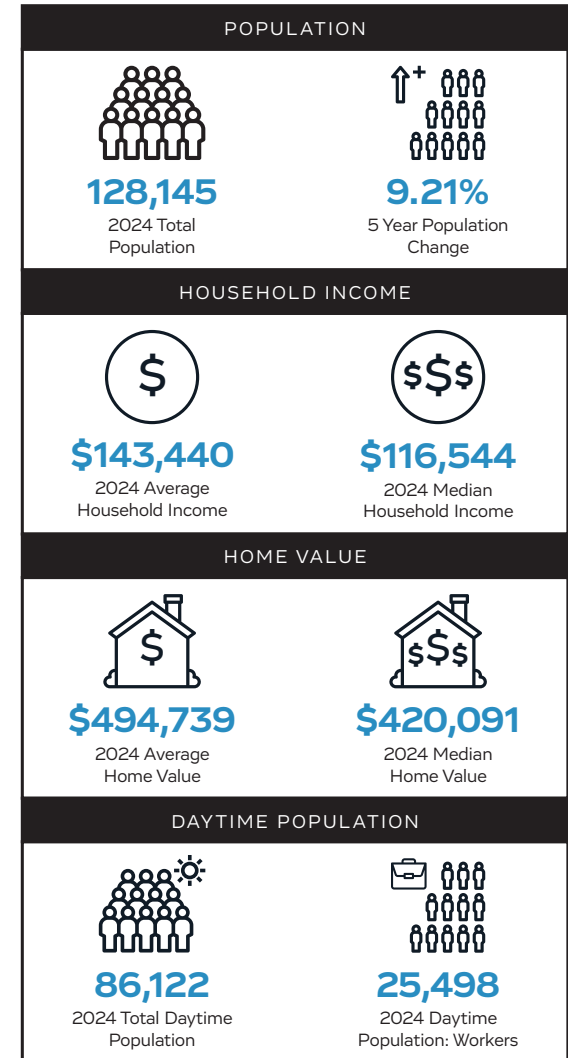 POPULATION
128,145
2024 Total
Population
9.21%
5 Year Population
Change
HOUSEHOLD INCOME
$
$143,440
2024 Average
Household Income
$$$
$116,544
2024 Median
Household Income
HOME VALUE
$
$494,739
2024 Average
Home Value
$$$
$420,091
2024 Median
Home Value
DAYTIME POPULATION
86,122
2024 Total Daytime
Population
25,498
2024 Daytime
Population: Workers